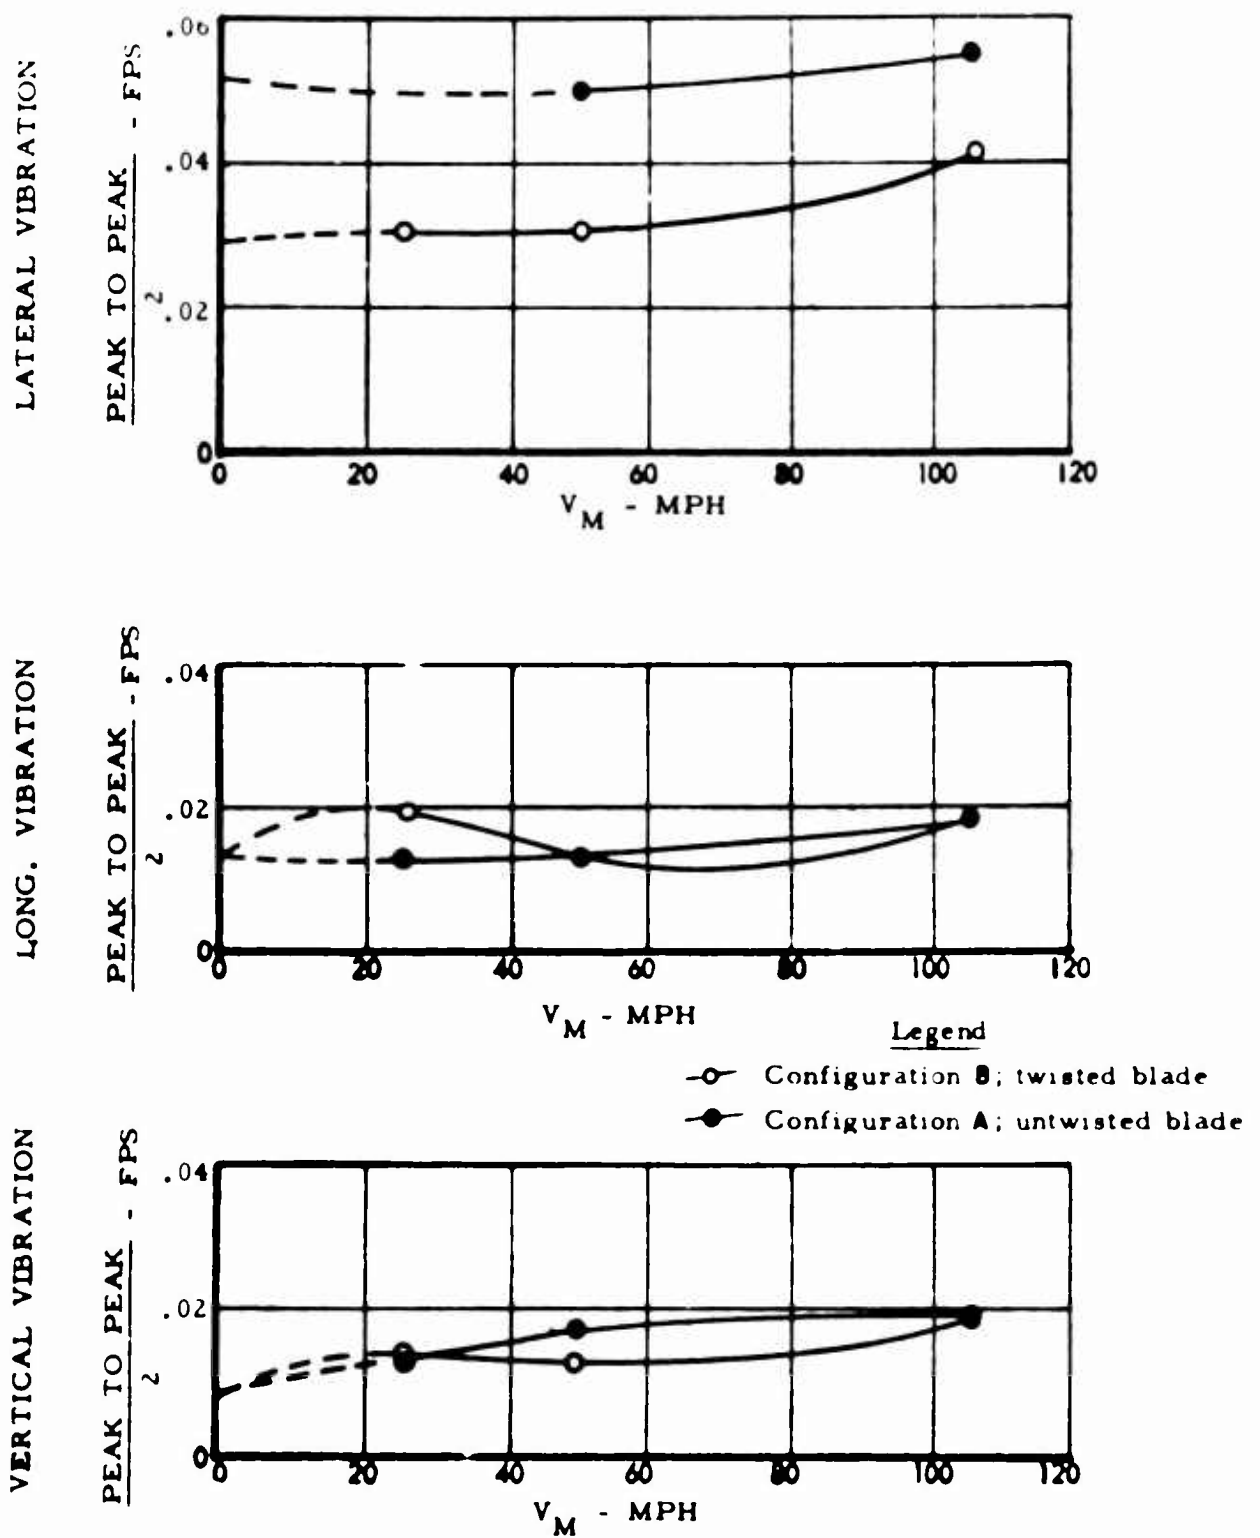 LATERAL VIBRATION
PEAK TO PEAK - FPS
2
.06
.04
.02
0
0 20 40 60 80 100 120
V_M - MPH
LONG. VIBRATION
PEAK TO PEAK - FPS
2
.04
.02
0
0 20 40 60 80 100 120
V_M - MPH
Legend
Configuration B; twisted blade
Configuration A; untwisted blade
VERTICAL VIBRATION
PEAK TO PEAK - FPS
2
.04
.02
0
0 20 40 60 80 100 120
V_M - MPH